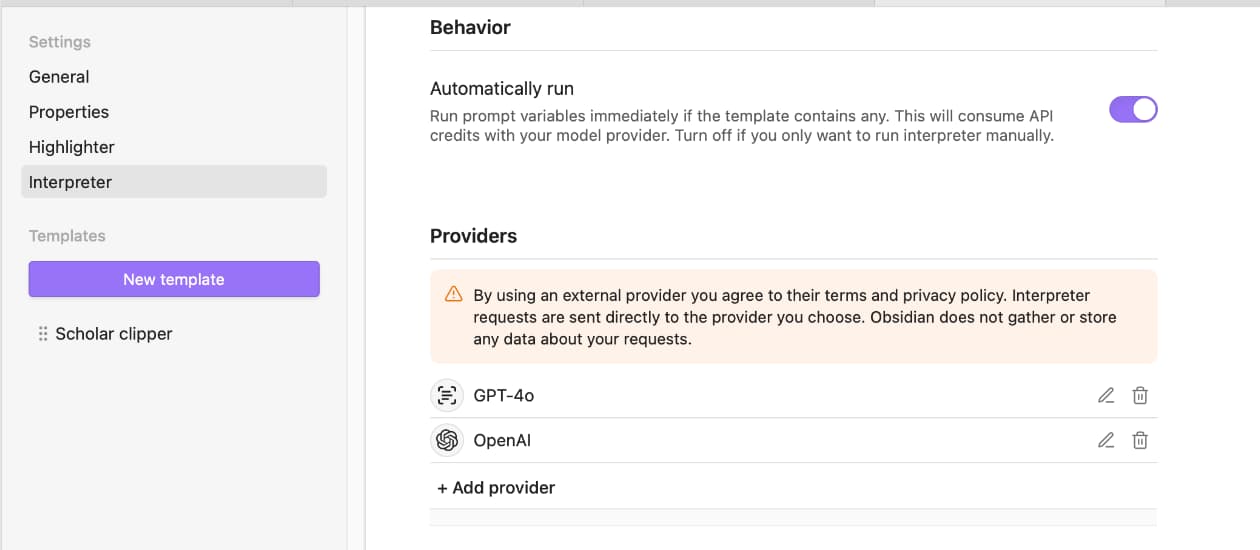 Settings
General
Properties
Highlighter
Interpreter
Templates
New template
Scholar clipper
Behavior
Automatically run
Run prompt variables immediately if the template contains any. This will consume API
credits with your model provider. Turn off if you only want to run interpreter manually.
Providers
By using an external provider you agree to their terms and privacy policy. Interpreter
requests are sent directly to the provider you choose. Obsidian does not gather or store
any data about your requests.
GPT-4o
OpenAI
+ Add provider